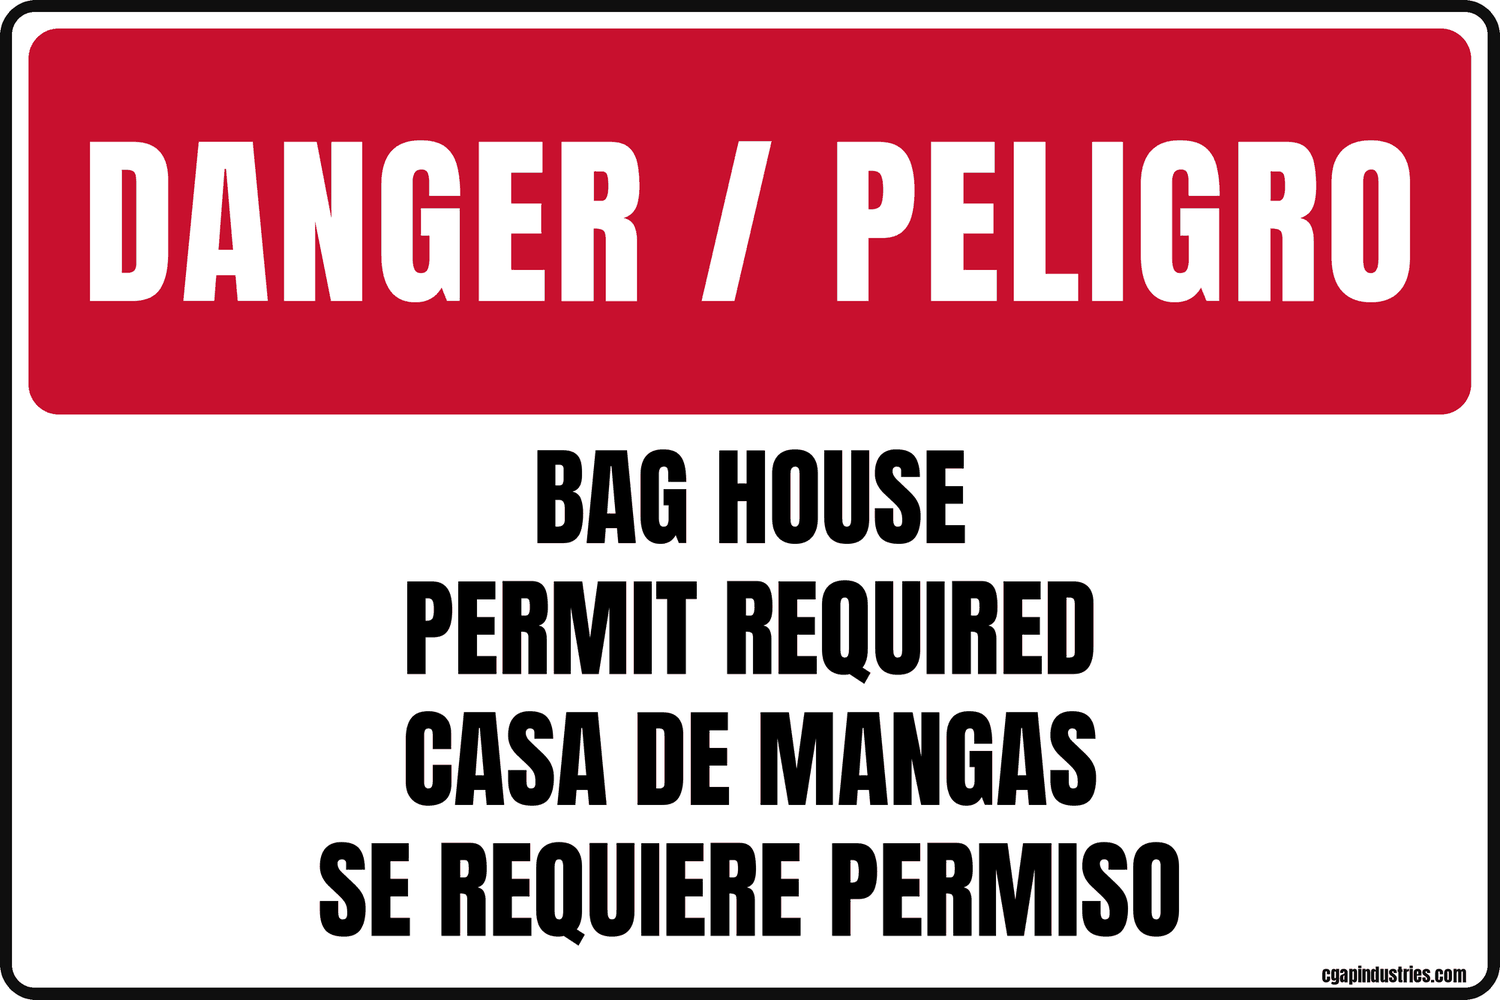 DANGER / PELIGRO
BAG HOUSE
PERMIT REQUIRED
CASA DE MANGAS
SE REQUIERE PERMISO
cgapindustries.com